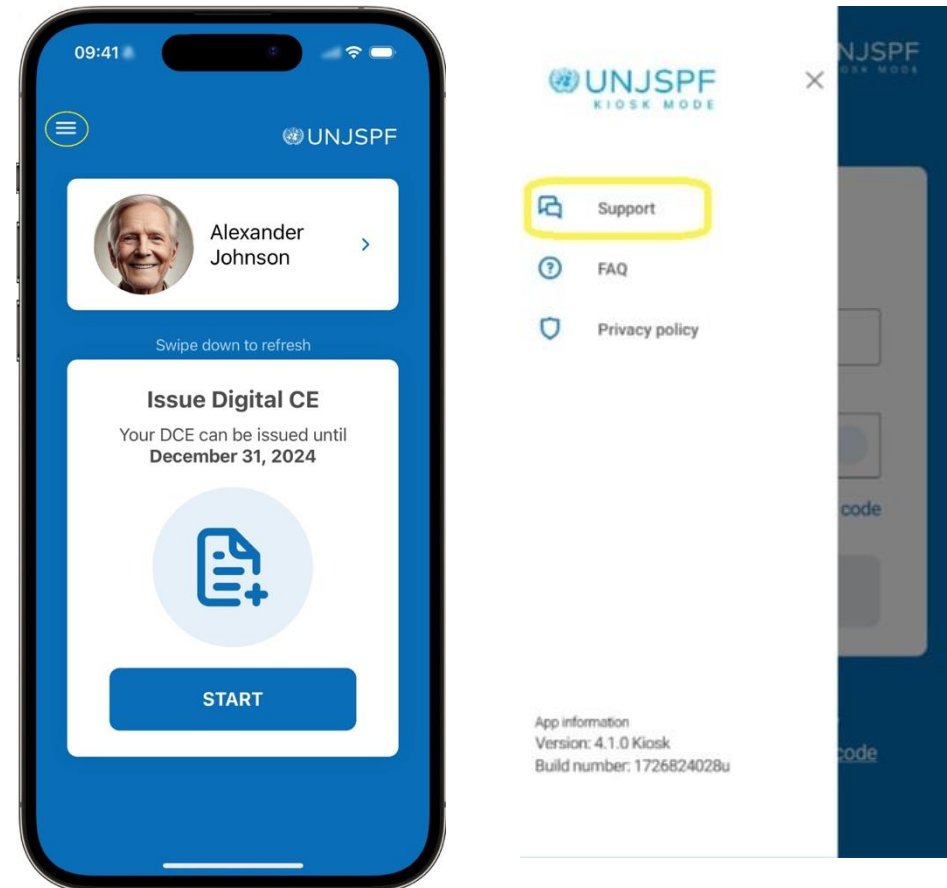 09:41
UNJSPF
Alexander
Johnson
Swipe down to refresh
Issue Digital CE
Your DCE can be issued until
December 31, 2024
START
UNJSPF
KIOSK MODE
Support
FAQ
Privacy policy
App information
Version: 4.1.0 Kiosk
Build number: 1726824028u
NJSPF
OSK MODE
code
code